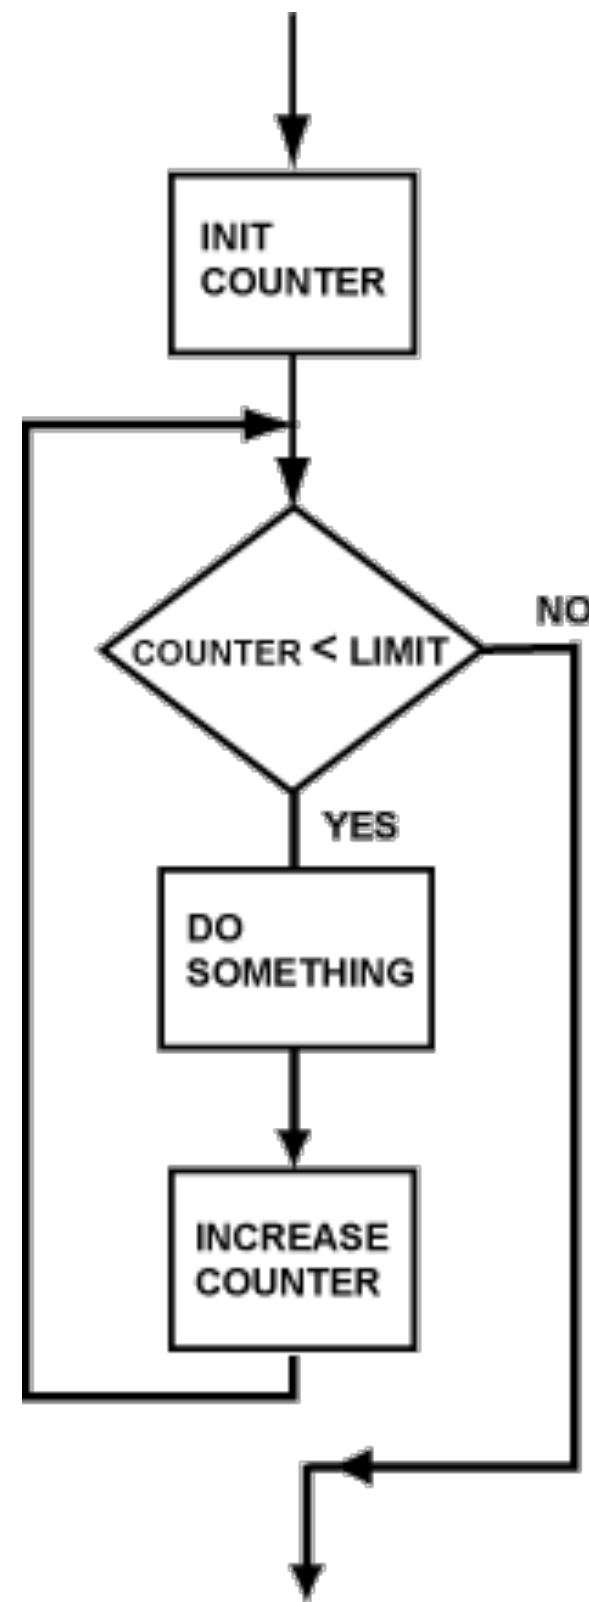 INIT
COUNTER
COUNTER < LIMIT
NO
YES
DO
SOMETHING
INCREASE
COUNTER